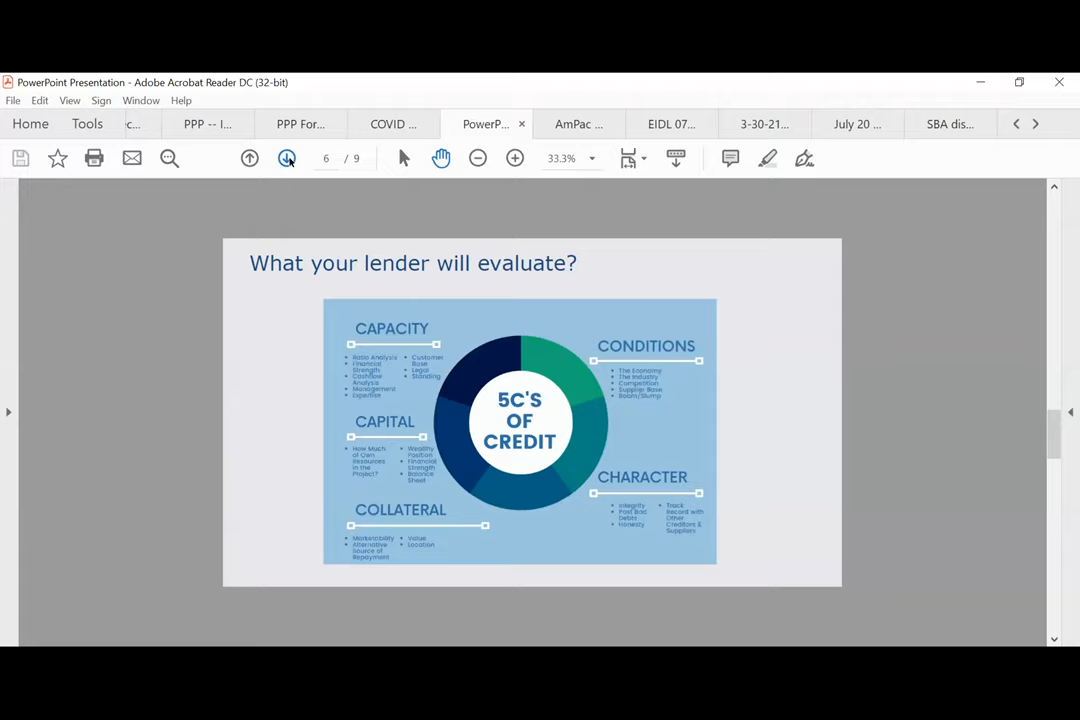 PowerPoint Presentation - Adobe Acrobat Reader DC (32-bit)
File Edit View Sign Window Help
Home Tools c... PPP -- I... PPP For... COVID ... PowerP... AmPac ... EIDL 07... 3-30-21... July 20 ... SBA dis...
6 / 9 33.3%
What your lender will evaluate?
CAPACITY
Ratio Analysis
Financial
Strength
Cashflow
Analysis
Management
Expertise
Customer
Base
Legal
Standing
CAPITAL
How Much
of Own
Resources
in the
Project?
Wealthy
Position
Financial
Strength
Balance
Sheet
COLLATERAL
Marketability
Alternative
Source of
Repayment
Value
Location
5C'S
OF
CREDIT
CONDITIONS
The Economy
The Industry
Competition
Supplier Base
Boom/Slump
CHARACTER
Integrity
Past Bad
Debts
Honesty
Track
Record with
Other
Creditors &
Suppliers